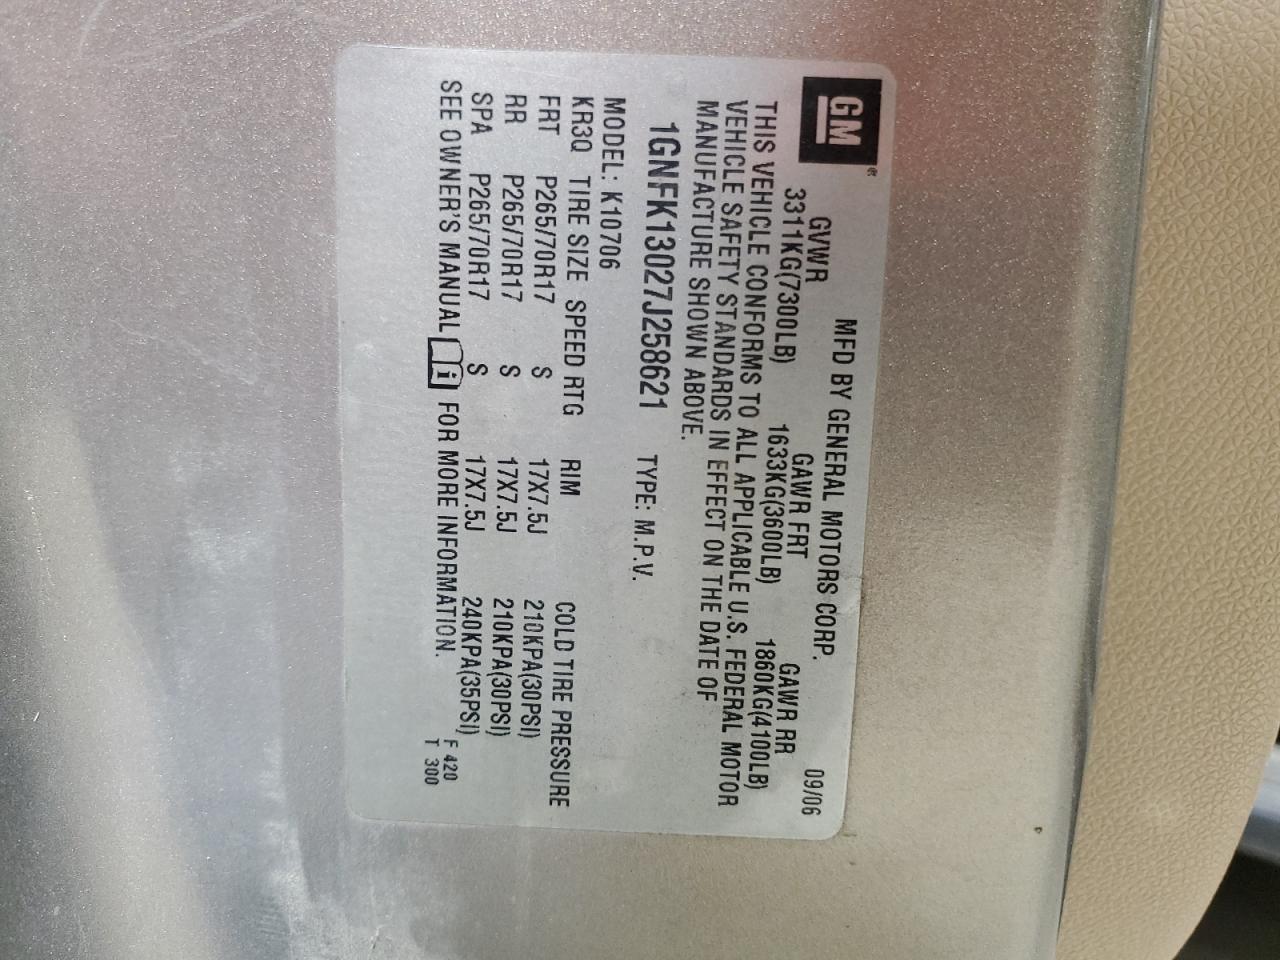 GM
MFD BY GENERAL MOTORS CORP. 09/06
GVWR GAWR FRT GAWR RR
3311KG(7300LB) 1633KG(3600LB) 1860KG(4100LB)
THIS VEHICLE CONFORMS TO ALL APPLICABLE U.S. FEDERAL MOTOR
VEHICLE SAFETY STANDARDS IN EFFECT ON THE DATE OF
MANUFACTURE SHOWN ABOVE.
1GNFK13027J258621 TYPE: M.P.V.
MODEL: K10706
KR3Q TIRE SIZE SPEED RTG RIM COLD TIRE PRESSURE
FRT P265/70R17 S 17X7.5J 210KPA(30PSI)
RR P265/70R17 S 17X7.5J 210KPA(30PSI)
SPA P265/70R17 S 17X7.5J 240KPA(35PSI)
SEE OWNER'S MANUAL i FOR MORE INFORMATION.
F 420
T 300